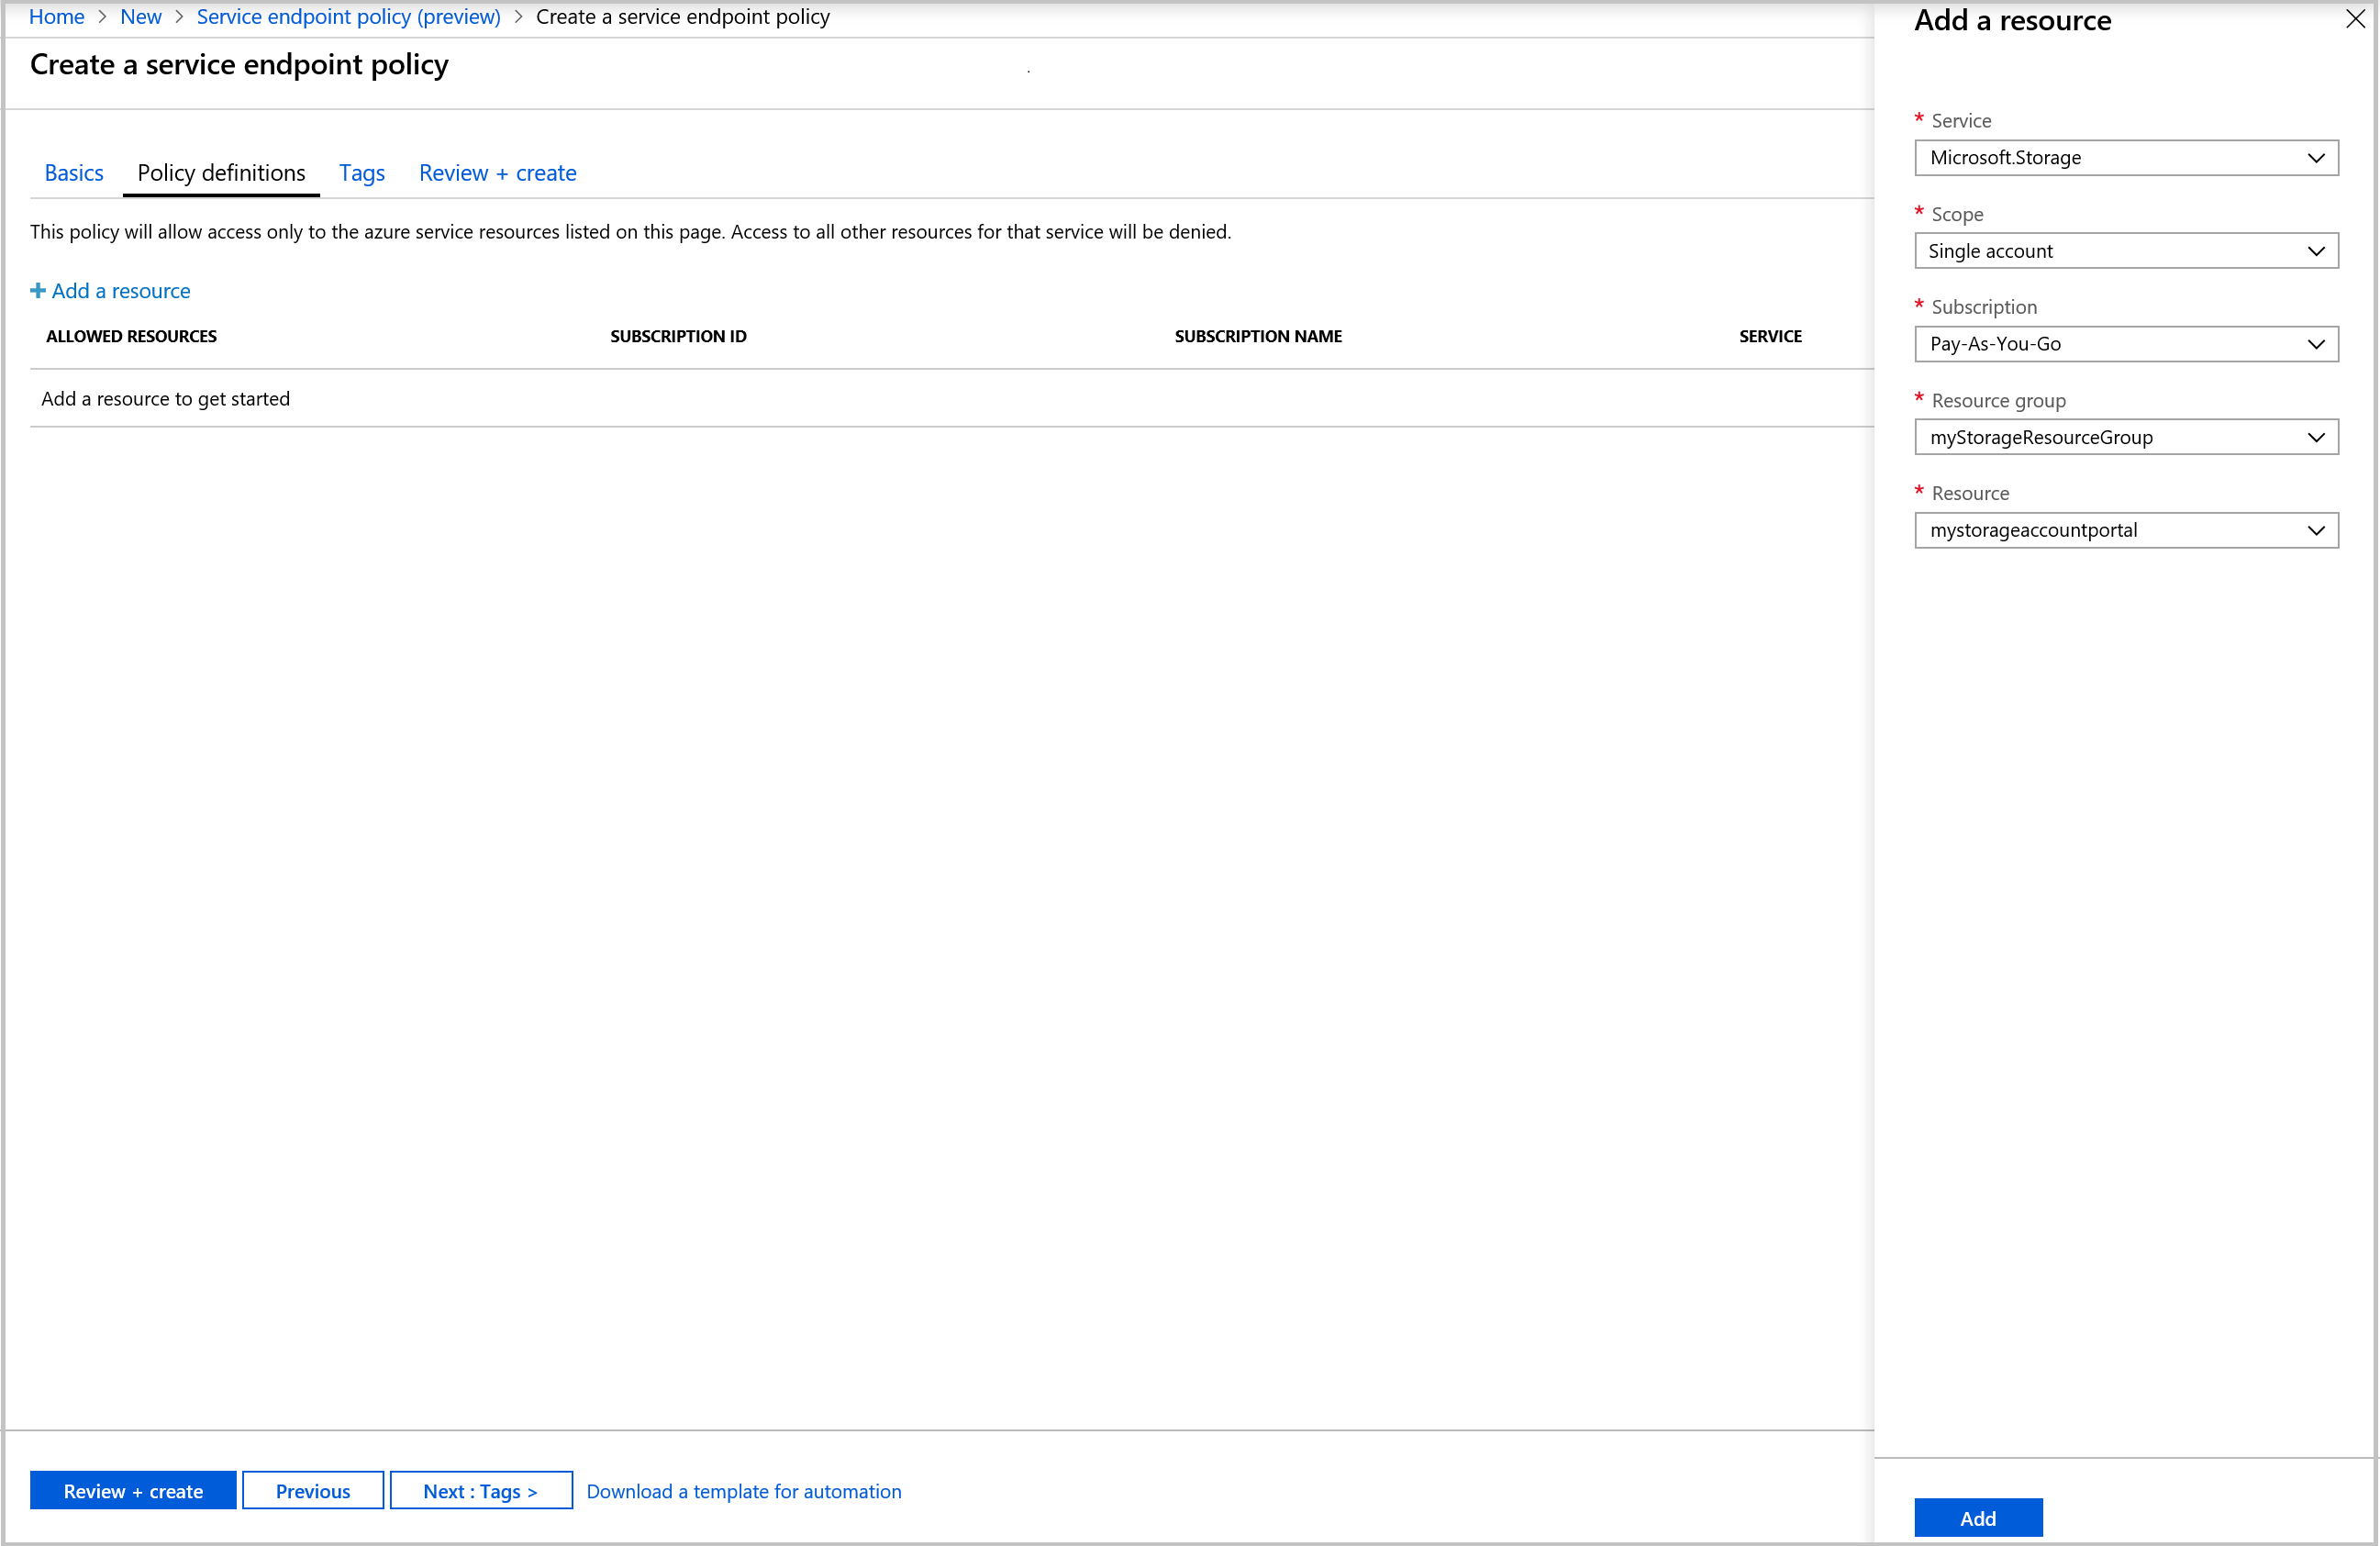 Home > New > Service endpoint policy (preview) > Create a service endpoint policy
Create a service endpoint policy
Basics Policy definitions Tags Review + create
This policy will allow access only to the azure service resources listed on this page. Access to all other resources for that service will be denied.
+ Add a resource
ALLOWED RESOURCES SUBSCRIPTION ID SUBSCRIPTION NAME SERVICE
Add a resource to get started
Review + create Previous Next : Tags > Download a template for automation
Add a resource
* Service
Microsoft.Storage
* Scope
Single account
* Subscription
Pay-As-You-Go
* Resource group
myStorageResourceGroup
* Resource
mystorageaccountportal
Add